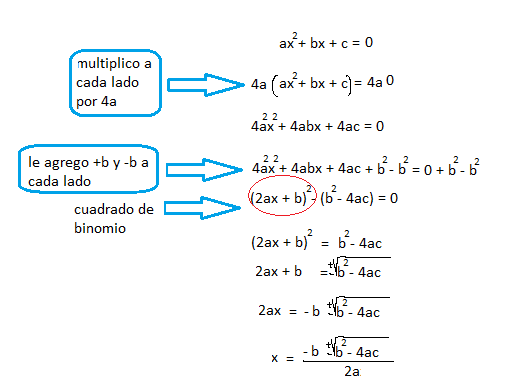 ax² + bx + c = 0
multiplico a
cada lado
por 4a
4a (ax² + bx + c) = 4a 0
4a²x² + 4abx + 4ac = 0
le agrego +b y -b a
cada lado
4a²x² + 4abx + 4ac + b² - b² = 0 + b² - b²
(2ax + b)² - (b² - 4ac) = 0
cuadrado de
binomio
(2ax + b)² = b² - 4ac
2ax + b = ±√(b² - 4ac)
2ax = - b ±√(b² - 4ac)
x = (- b ±√(b² - 4ac)) / 2a